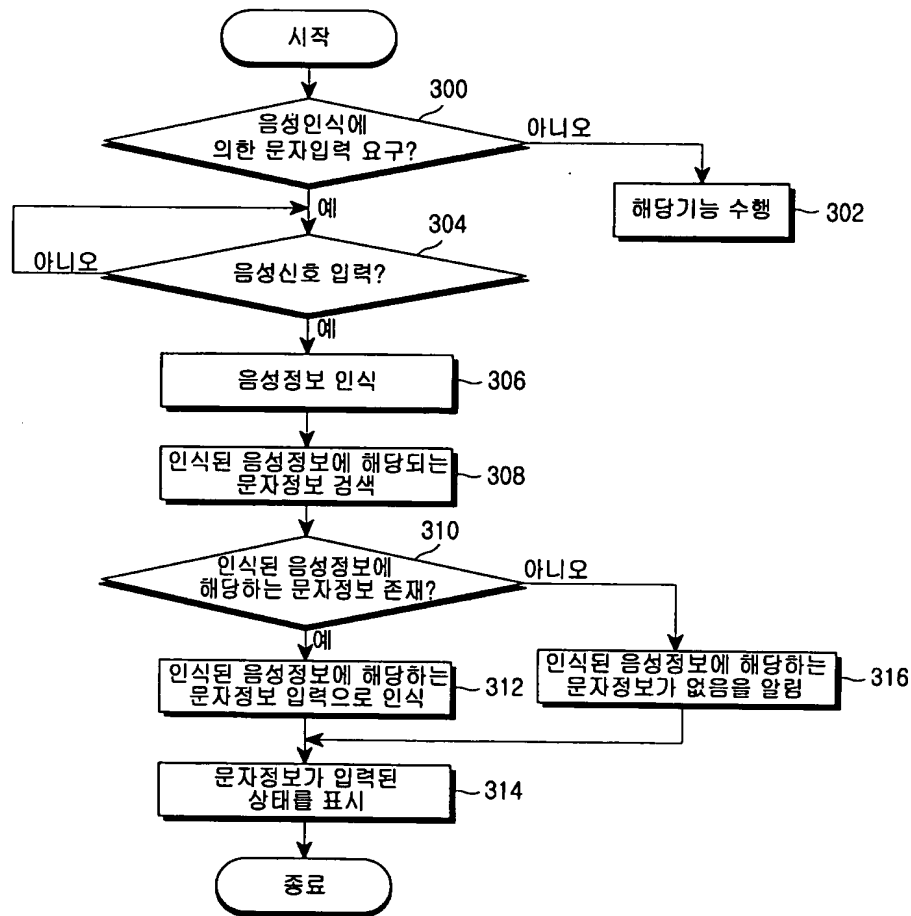 시작
300
음성인식에
의한 문자입력 요구?
아니오
예
해당기능 수행
302
304
음성신호 입력?
아니오
예
음성정보 인식
306
인식된 음성정보에 해당되는
문자정보 검색
308
310
인식된 음성정보에
해당하는 문자정보 존재?
아니오
예
인식된 음성정보에 해당하는
문자정보 입력으로 인식
312
인식된 음성정보에 해당하는
문자정보가 없음을 알림
316
문자정보가 입력된
상태를 표시
314
종료